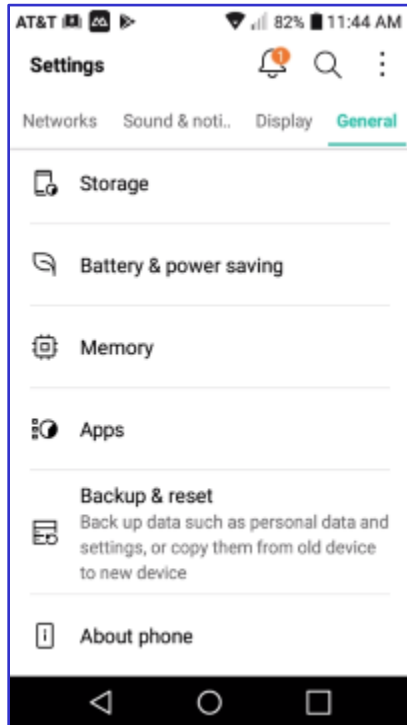 AT&T 82% 11:44 AM
Settings 1
Networks Sound & noti.. Display General
Storage
Battery & power saving
Memory
Apps
Backup & reset
Back up data such as personal data and
settings, or copy them from old device
to new device
About phone